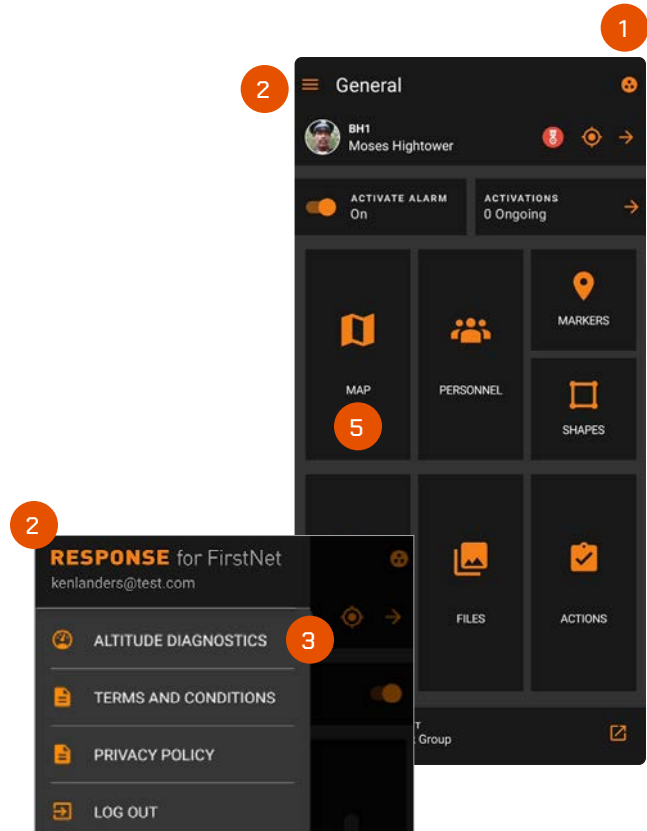 1
2
General
BH1
Moses Hightower
ACTIVATE ALARM
On
ACTIVATIONS
0 Ongoing
MARKERS
MAP
PERSONNEL
5
SHAPES
2
RESPONSE for FirstNet
kenlanders@test.com
ALTITUDE DIAGNOSTICS
3
FILES
ACTIONS
TERMS AND CONDITIONS
T
Group
PRIVACY POLICY
LOG OUT